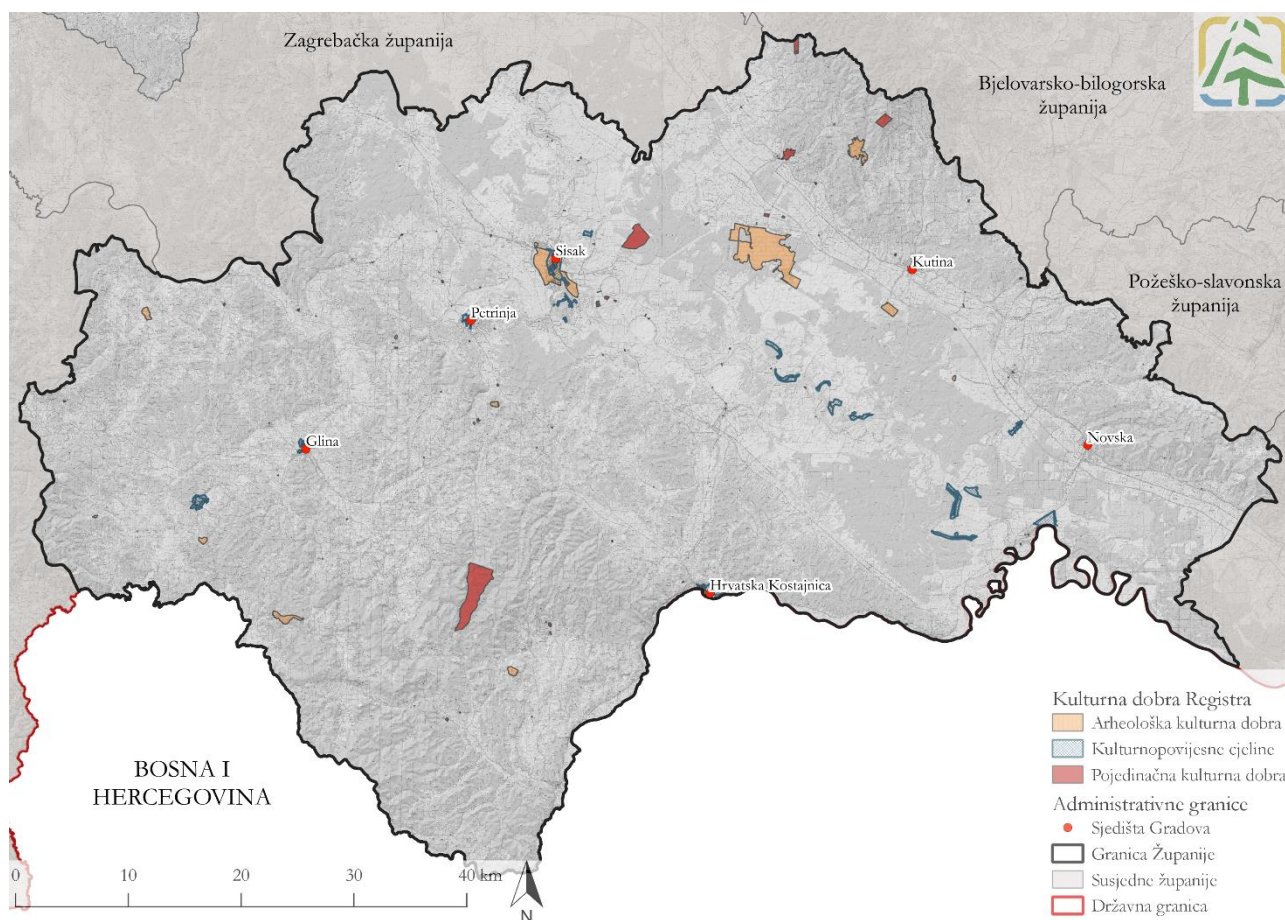 Zagrebačka županija
Bjelovarsko-bilogorska
županija
Sisak
Kutina
Požeško-slavonska
županija
Petrinja
Glina
Novska
Hrvatska Kostajnica
BOSNA I
HERCEGOVINA
Kulturna dobra Registra
Arheološka kulturna dobra
Kulturnopovijesne cjeline
Pojedinačna kulturna dobra
Administrativne granice
Sjedišta Gradova
Granica Županije
Susjedne županije
Državna granica
0 10 20 30 40 km
N